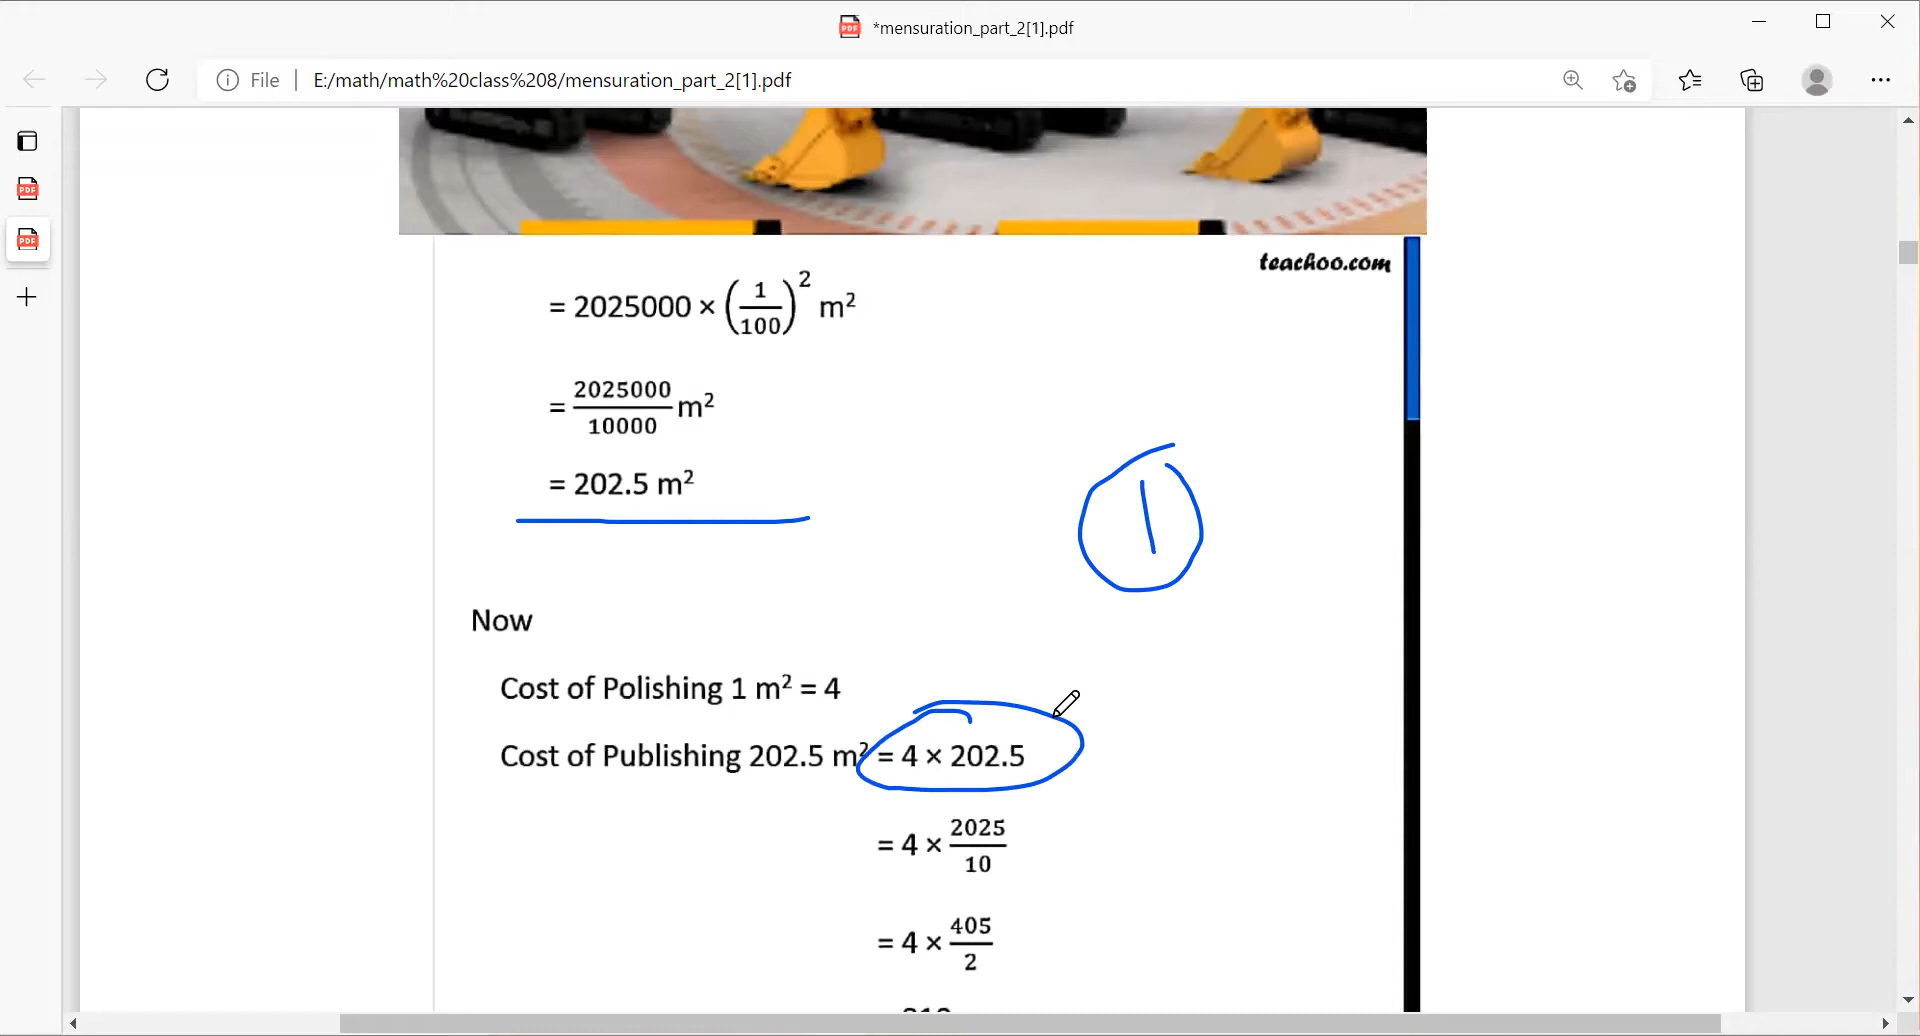 *mensuration_part_2[1].pdf
File | E:/math/math%20class%208/mensuration_part_2[1].pdf
PDF
PDF
teachoo.com
= 2025000 × (1/100)² m²
= 2025000/10000 m²
= 202.5 m²
1
Now
Cost of Polishing 1 m² = 4
Cost of Publishing 202.5 m² = 4 × 202.5
= 4 × 2025/10
= 4 × 405/2